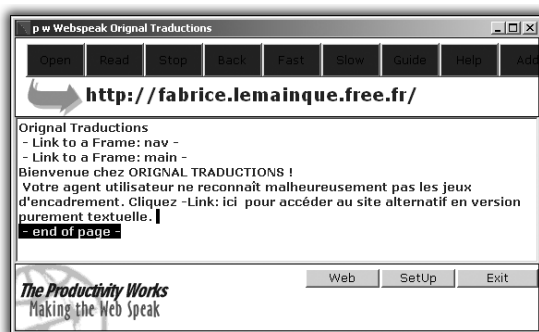 p w Webspeak Orignal Traductions
Open Read Stop Back Fast Slow Guide Help Add
http://fabrice.lemainque.free.fr/
Orignal Traductions
- Link to a Frame: nav -
- Link to a Frame: main -
Bienvenue chez ORIGNAL TRADUCTIONS !
Votre agent utilisateur ne reconnaît malheureusement pas les jeux
d'encadrement. Cliquez -Link: ici pour accéder au site alternatif en version
purement textuelle.
- end of page -
Web SetUp Exit
The Productivity Works
Making the Web Speak